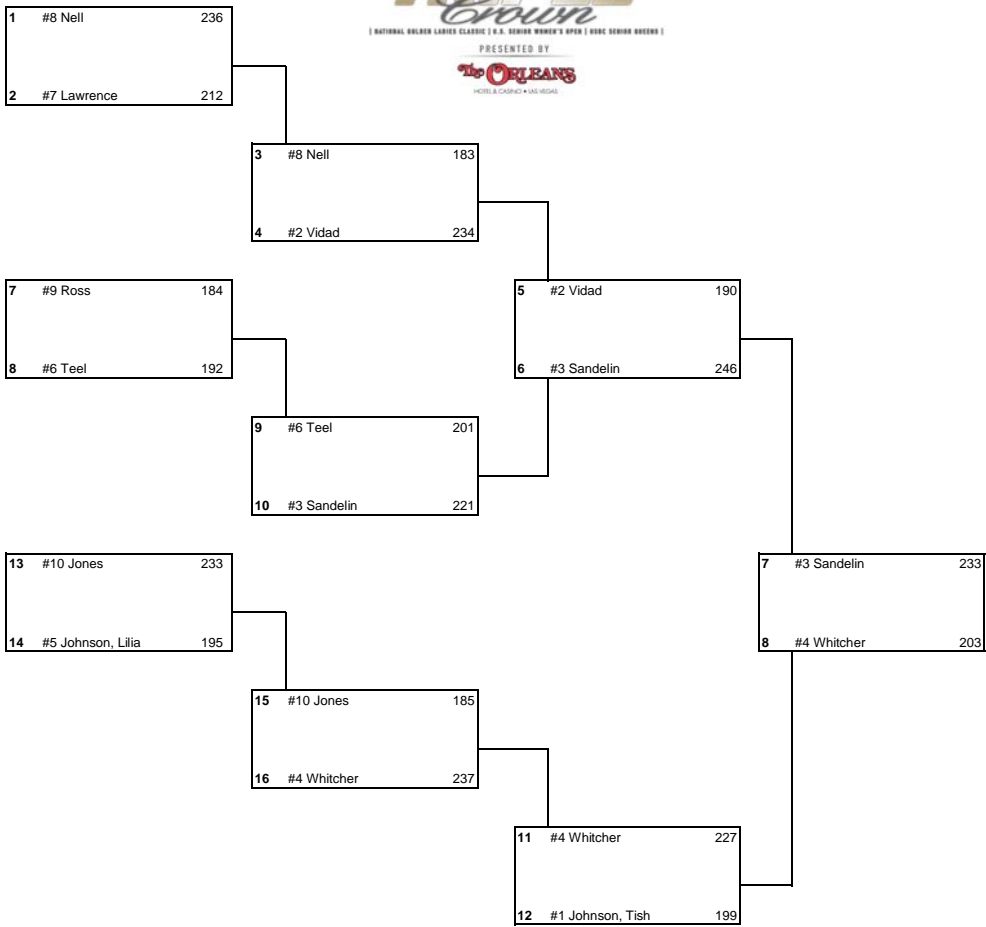 1 #8 Nell 236
Crown
| NATIONAL GOLDEN LADIES CLASSIC | U.S. SENIOR WOMEN'S OPEN | USBC SENIOR QUEENS |
PRESENTED BY
The ORLEANS
HOTEL & CASINO • LAS VEGAS
2 #7 Lawrence 212
3 #8 Nell 183
4 #2 Vidad 234
7 #9 Ross 184
8 #6 Teel 192
5 #2 Vidad 190
6 #3 Sandelin 246
9 #6 Teel 201
10 #3 Sandelin 221
13 #10 Jones 233
14 #5 Johnson, Lilia 195
7 #3 Sandelin 233
8 #4 Whitcher 203
15 #10 Jones 185
16 #4 Whitcher 237
11 #4 Whitcher 227
12 #1 Johnson, Tish 199